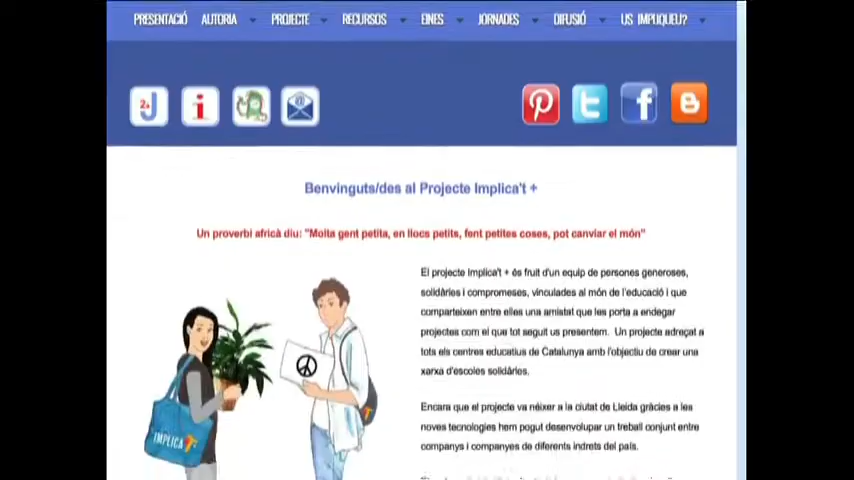 PRESENTACIÓ AUTORIA PROJECTE RECURSOS EINES JORNADES DIFUSIÓ US IMPLIQUEU?
Benvinguts/des al Projecte Implica't +
Un proverbi africà diu: "Molta gent petita, en llocs petits, fent petites coses, pot canviar el món"
El projecte Implica't + és fruit d'un equip de persones generoses,
solidàries i compromeses, vinculades al món de l'educació i que
comparteixen entre elles una amistat que les porta a endegar
projectes com el que tot seguit us presentem. Un projecte adreçat a
tots els centres educatius de Catalunya amb l'objectiu de crear una
xarxa d'escoles solidàries.
Encara que el projecte va néixer a la ciutat de Lleida gràcies a les
noves tecnologies hem pogut desenvolupar un treball conjunt entre
companys i companyes de diferents indrets del país.
IMPLICA'T+